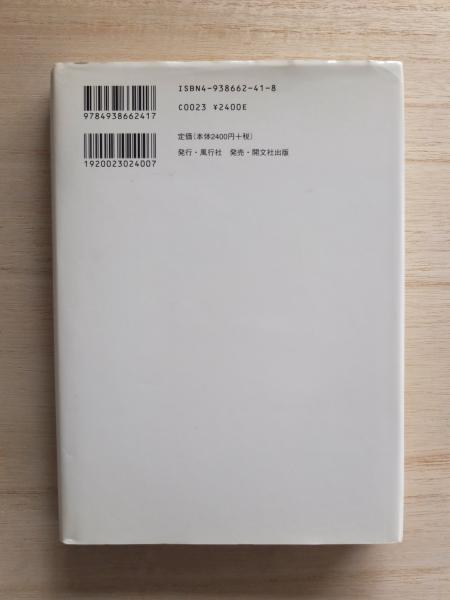 ISBN4-938662-41-8
C0023 ¥2400E
9784938662417
定価(本体2400円+税)
発行・風行社 発売・開文社出版
1920023024007